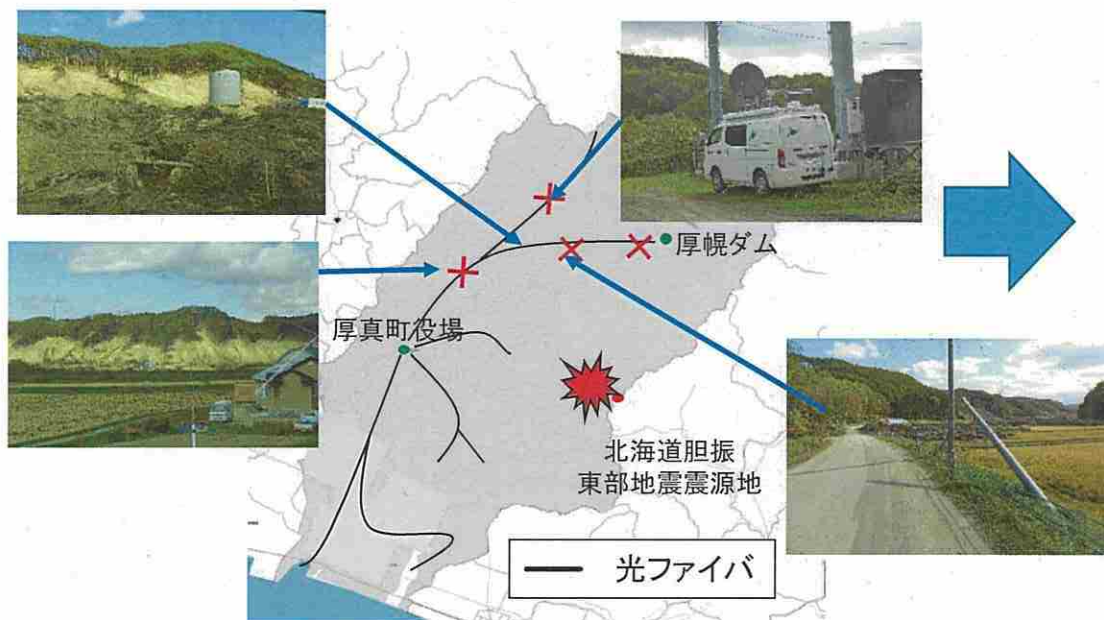 厚幌ダム
厚真町役場
北海道胆振
東部地震震源地
光ファイバ